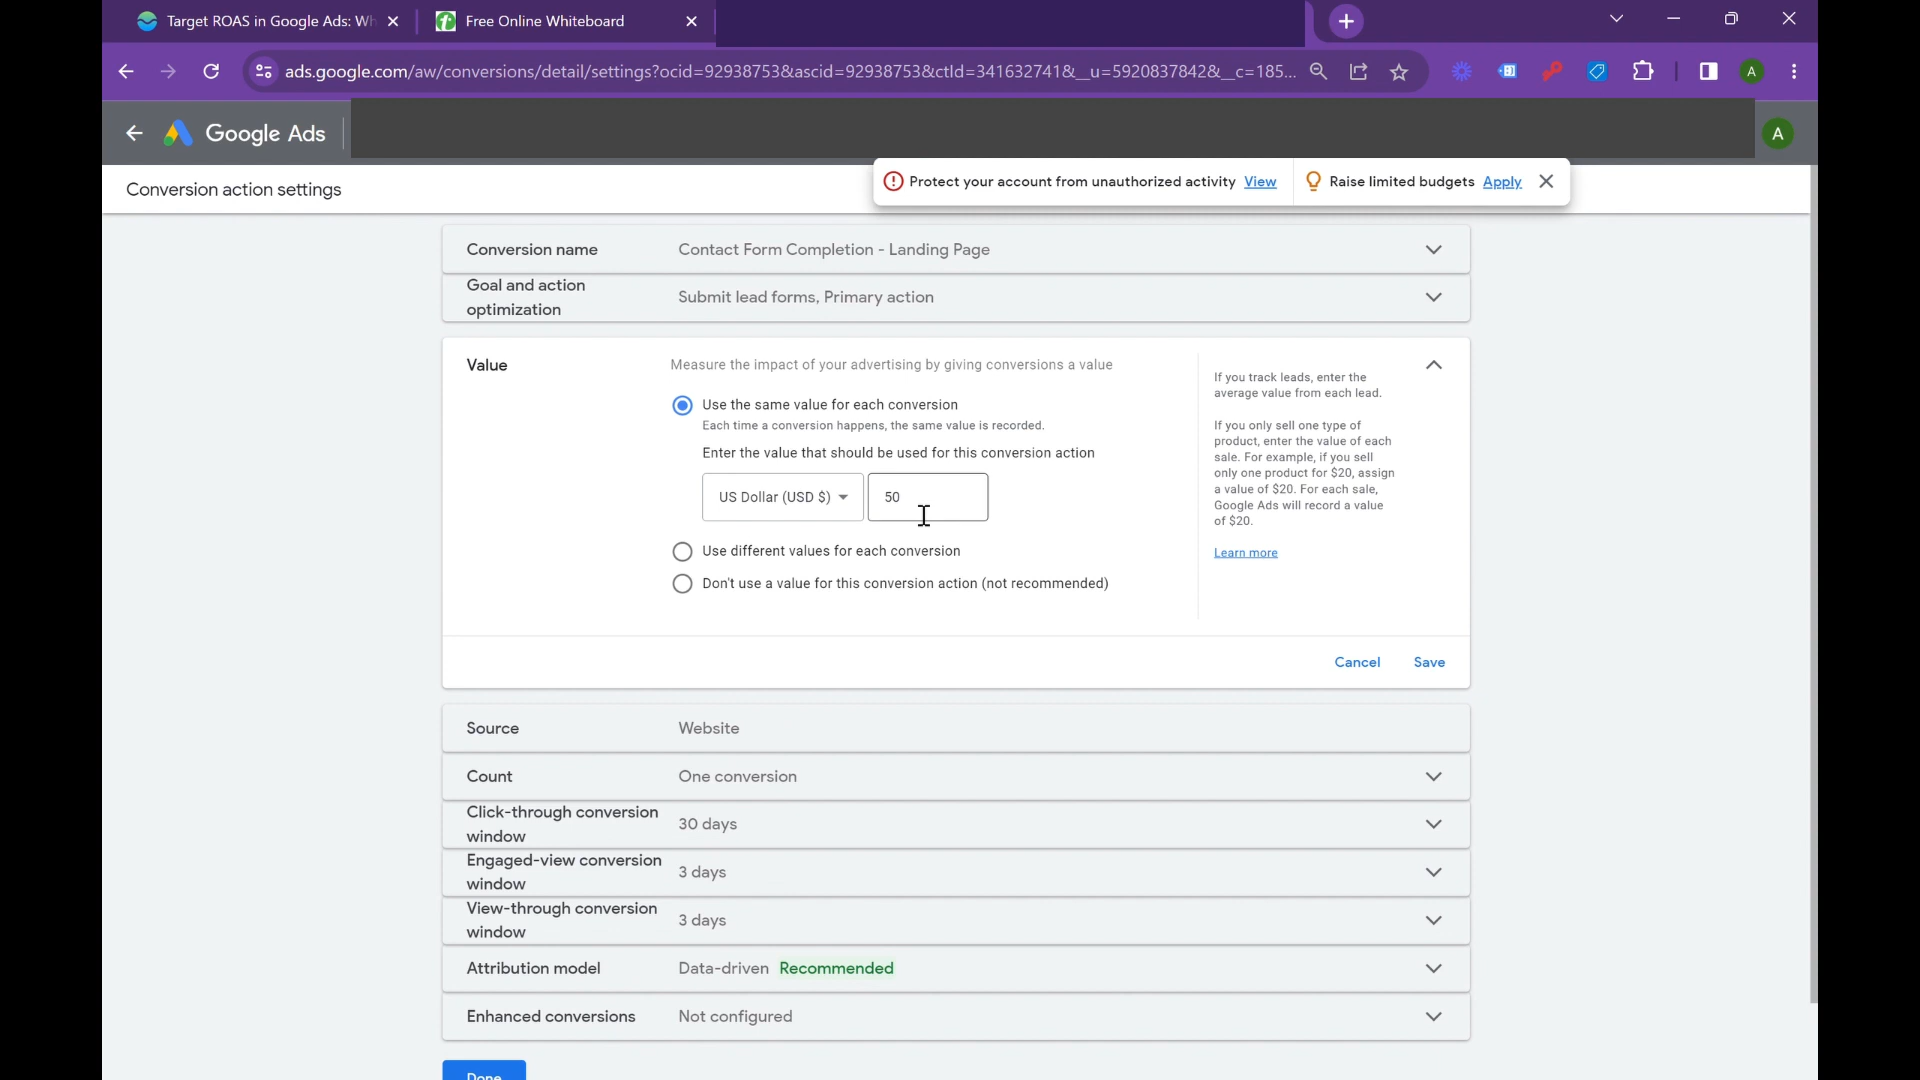 Target ROAS in Google Ads: Wh
Free Online Whiteboard
ads.google.com/aw/conversions/detail/settings?ocid=92938753&ascid=92938753&ctId=341632741&__u=5920837842&__c=185...
A
Google Ads
A
Protect your account from unauthorized activity View
Raise limited budgets Apply
Conversion action settings
Conversion name Contact Form Completion - Landing Page
Goal and action
optimization
Submit lead forms, Primary action
Value
Measure the impact of your advertising by giving conversions a value
Use the same value for each conversion
Each time a conversion happens, the same value is recorded.
Enter the value that should be used for this conversion action
US Dollar (USD $) 50
Use different values for each conversion
Don't use a value for this conversion action (not recommended)
If you track leads, enter the
average value from each lead.
If you only sell one type of
product, enter the value of each
sale. For example, if you sell
only one product for $20, assign
a value of $20. For each sale,
Google Ads will record a value
of $20.
Learn more
Cancel Save
Source Website
Count One conversion
Click-through conversion
window
30 days
Engaged-view conversion
window
3 days
View-through conversion
window
3 days
Attribution model Data-driven Recommended
Enhanced conversions Not configured
Done